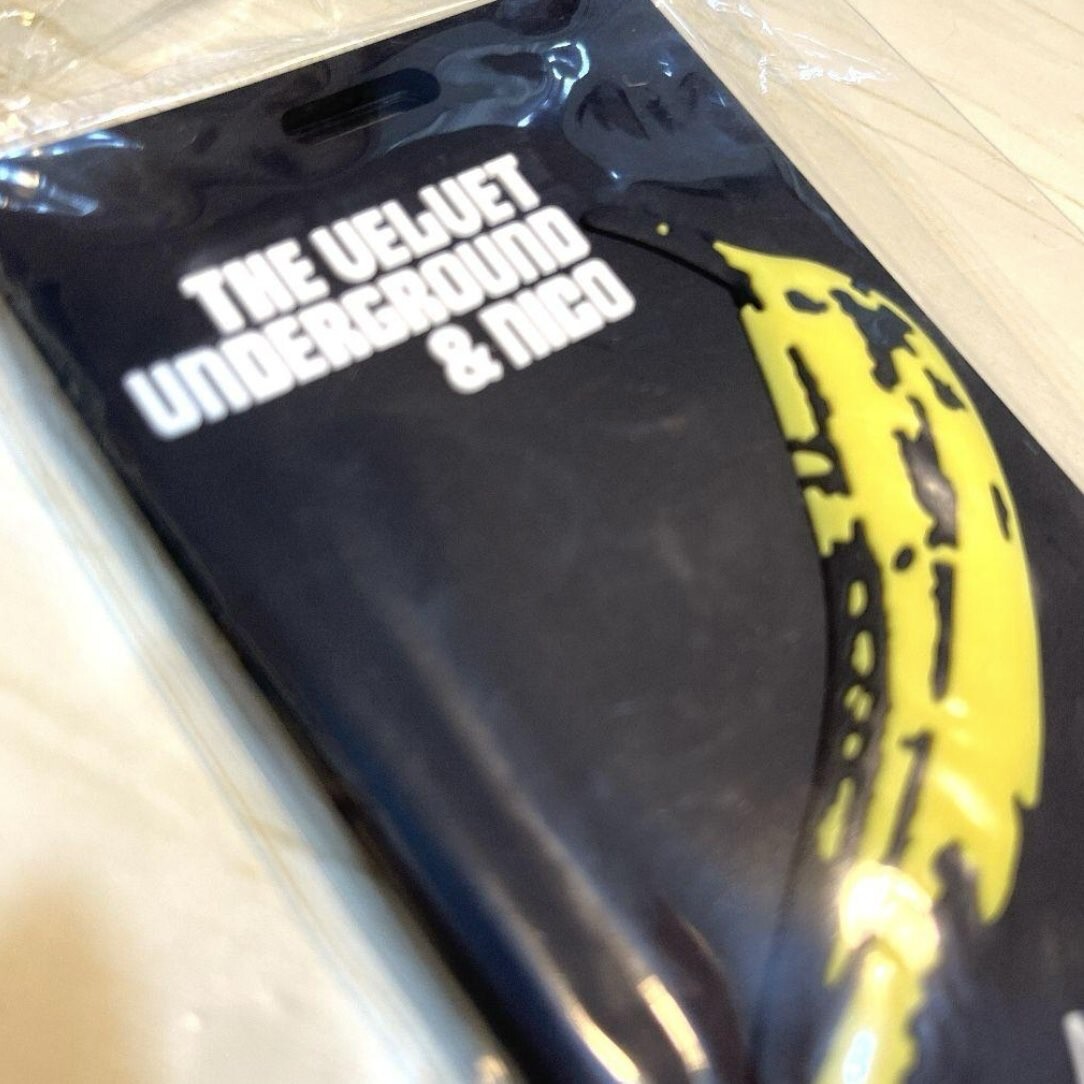 THE VELVET
UNDERGROUND
& NICO